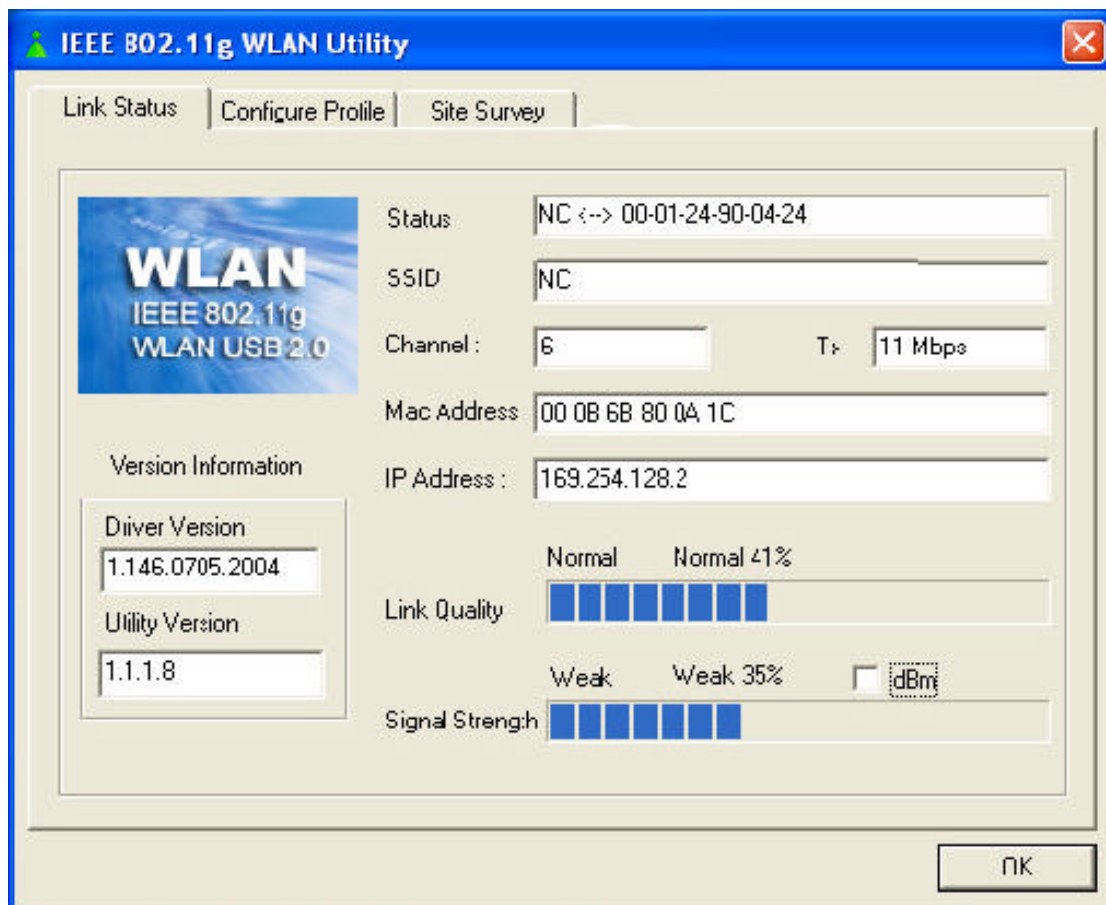 IEEE 802.11g WLAN Utility
Link Status Configure Profile Site Survey
WLAN
IEEE 802.11g
WLAN USB 2.0
Status NC <--> 00-01-24-90-04-24
SSID NC
Channel : 6 Tx 11 Mbps
Mac Address 00 0B 6B 80 0A 1C
IP Address : 169.254.128.2
Version Information
Driver Version
1.146.0705.2004
Utility Version
1.1.1.8
Normal Normal 41%
Link Quality
Weak Weak 35% dBm
Signal Strength
OK